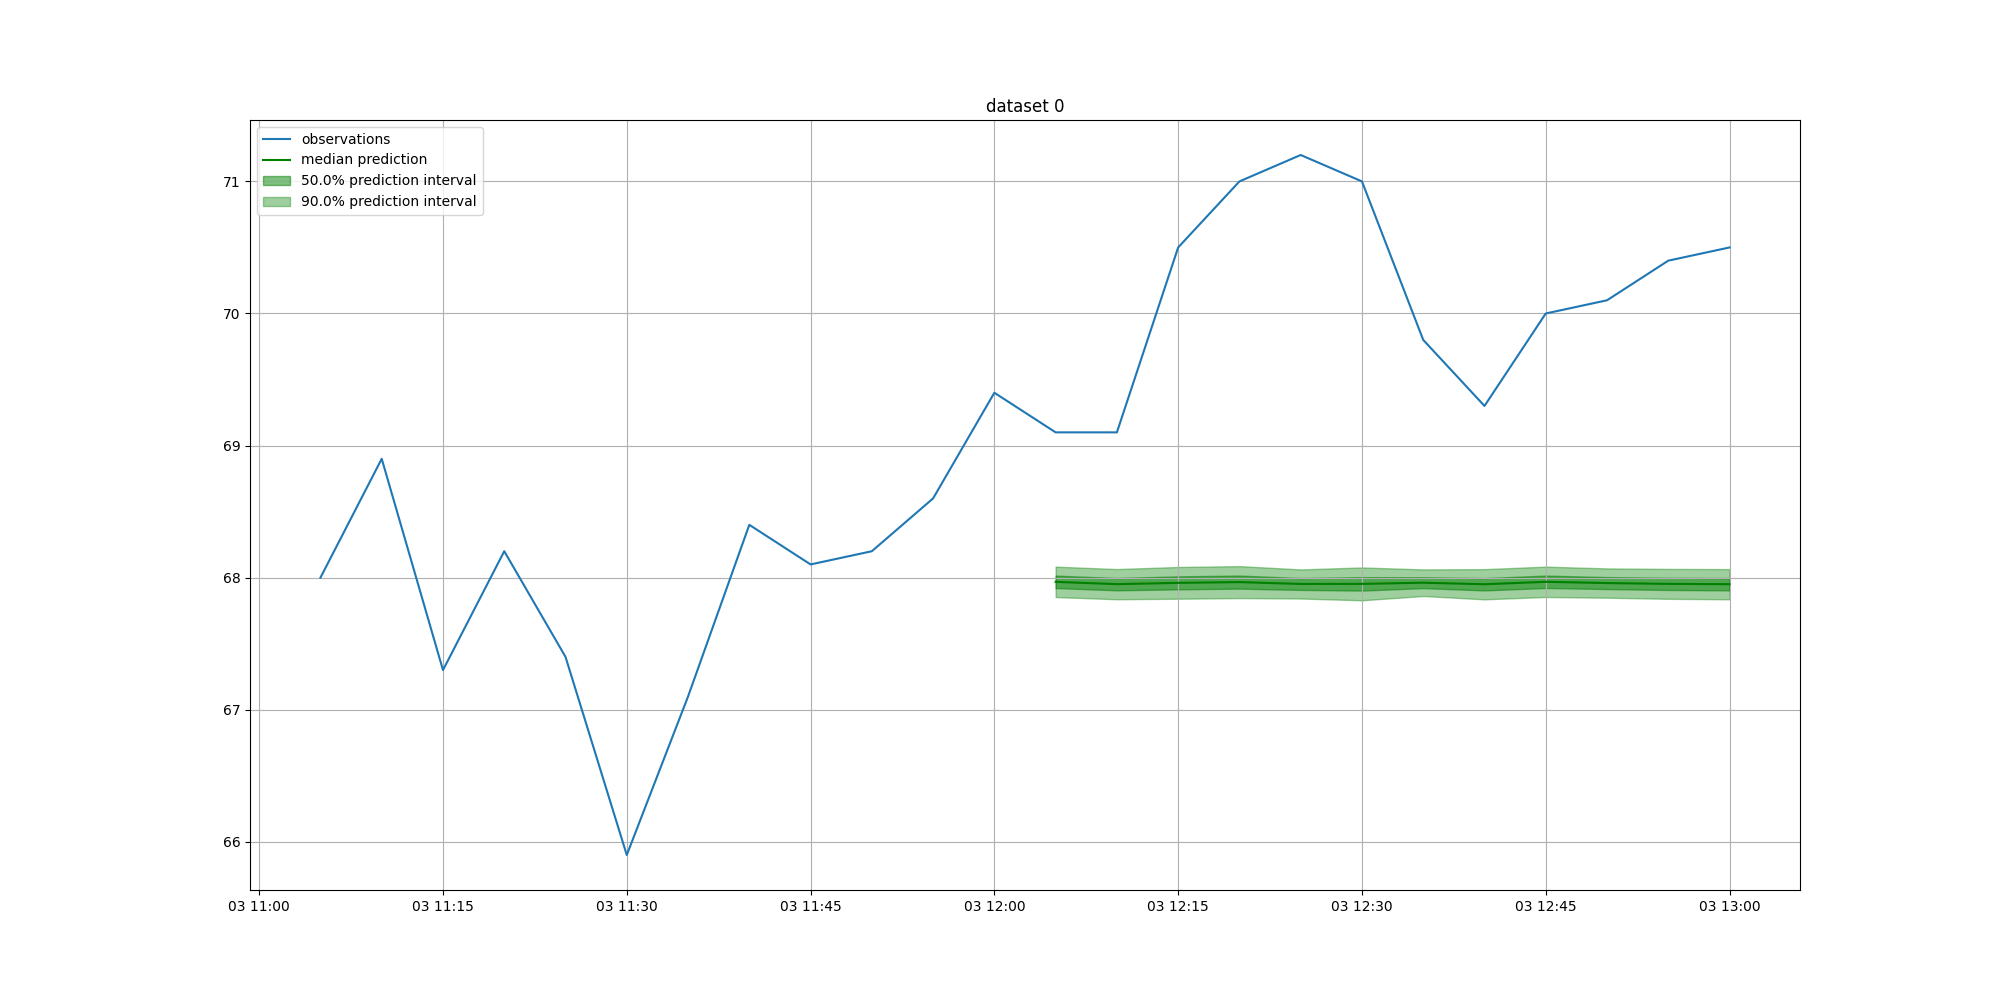 dataset 0
observations
median prediction
50.0% prediction interval
90.0% prediction interval
71
70
69
68
67
66
03 11:00 03 11:15 03 11:30 03 11:45 03 12:00 03 12:15 03 12:30 03 12:45 03 13:00